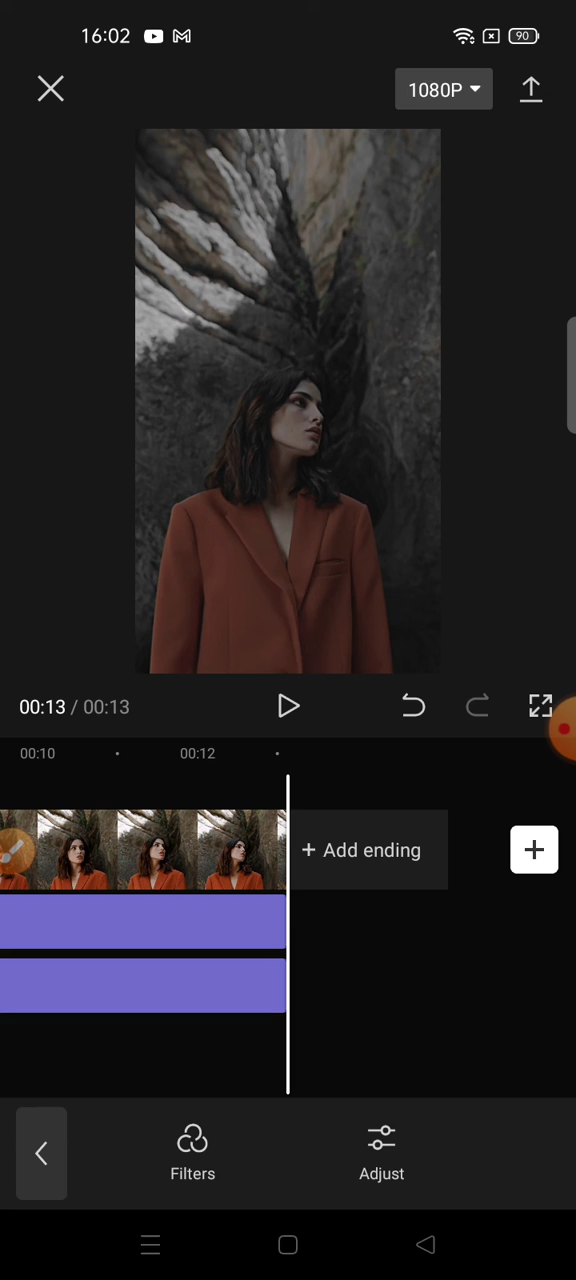 16:02
90
1080P
00:13 / 00:13
00:10
00:12
+ Add ending
Filters
Adjust